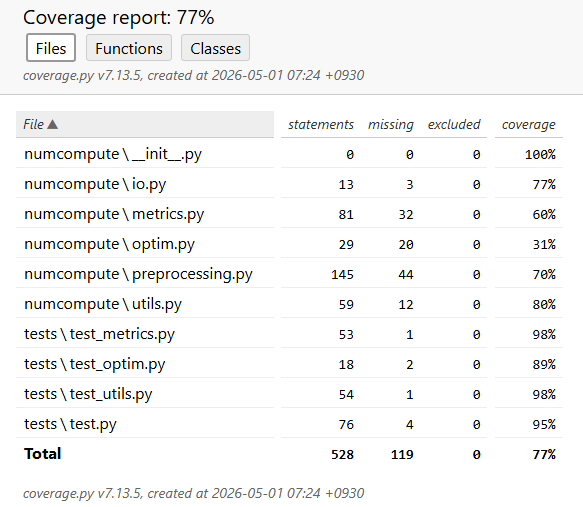 Coverage report: 77%
Files Functions Classes
coverage.py v7.13.5, created at 2026-05-01 07:24 +0930
File ▲ statements missing excluded coverage
numcompute \ __init__.py 0 0 0 100%
numcompute \ io.py 13 3 0 77%
numcompute \ metrics.py 81 32 0 60%
numcompute \ optim.py 29 20 0 31%
numcompute \ preprocessing.py 145 44 0 70%
numcompute \ utils.py 59 12 0 80%
tests \ test_metrics.py 53 1 0 98%
tests \ test_optim.py 18 2 0 89%
tests \ test_utils.py 54 1 0 98%
tests \ test.py 76 4 0 95%
Total 528 119 0 77%
coverage.py v7.13.5, created at 2026-05-01 07:24 +0930